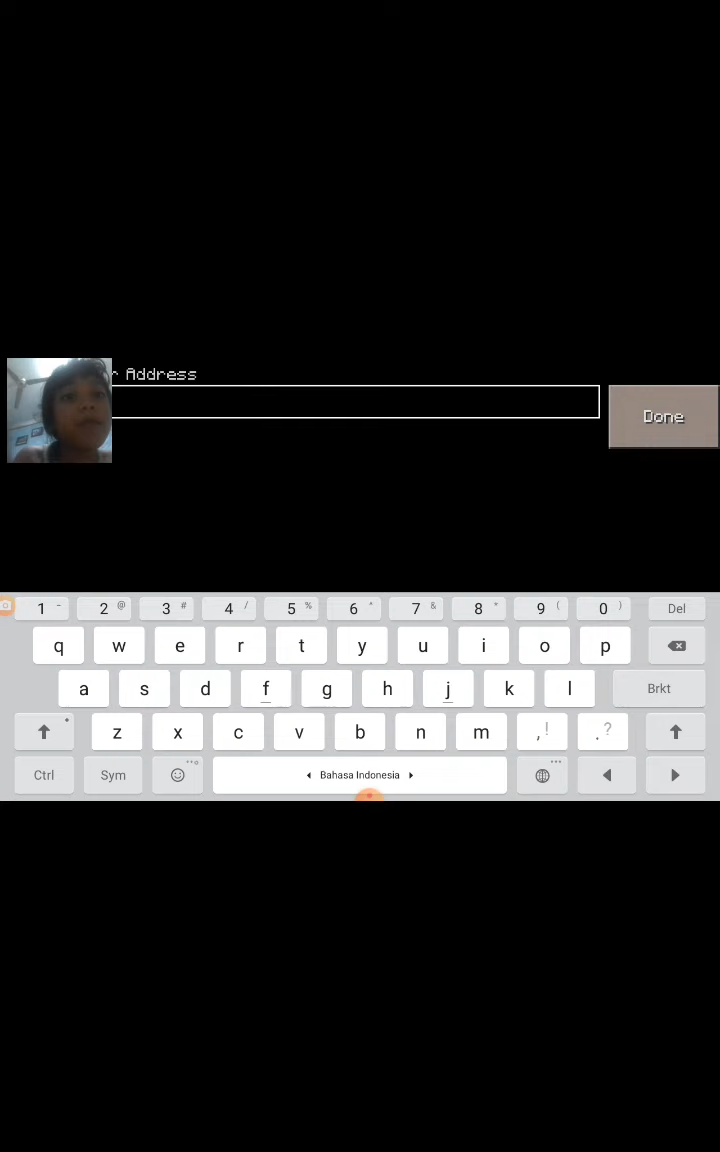 r Address
Done
1 - 2 @ 3 # 4 / 5 % 6 ^ 7 & 8 * 9 ( 0 ) Del
q w e r t y u i o p
a s d f g h j k l Brkt
z x c v b n m , ! . ?
Ctrl Sym Bahasa Indonesia